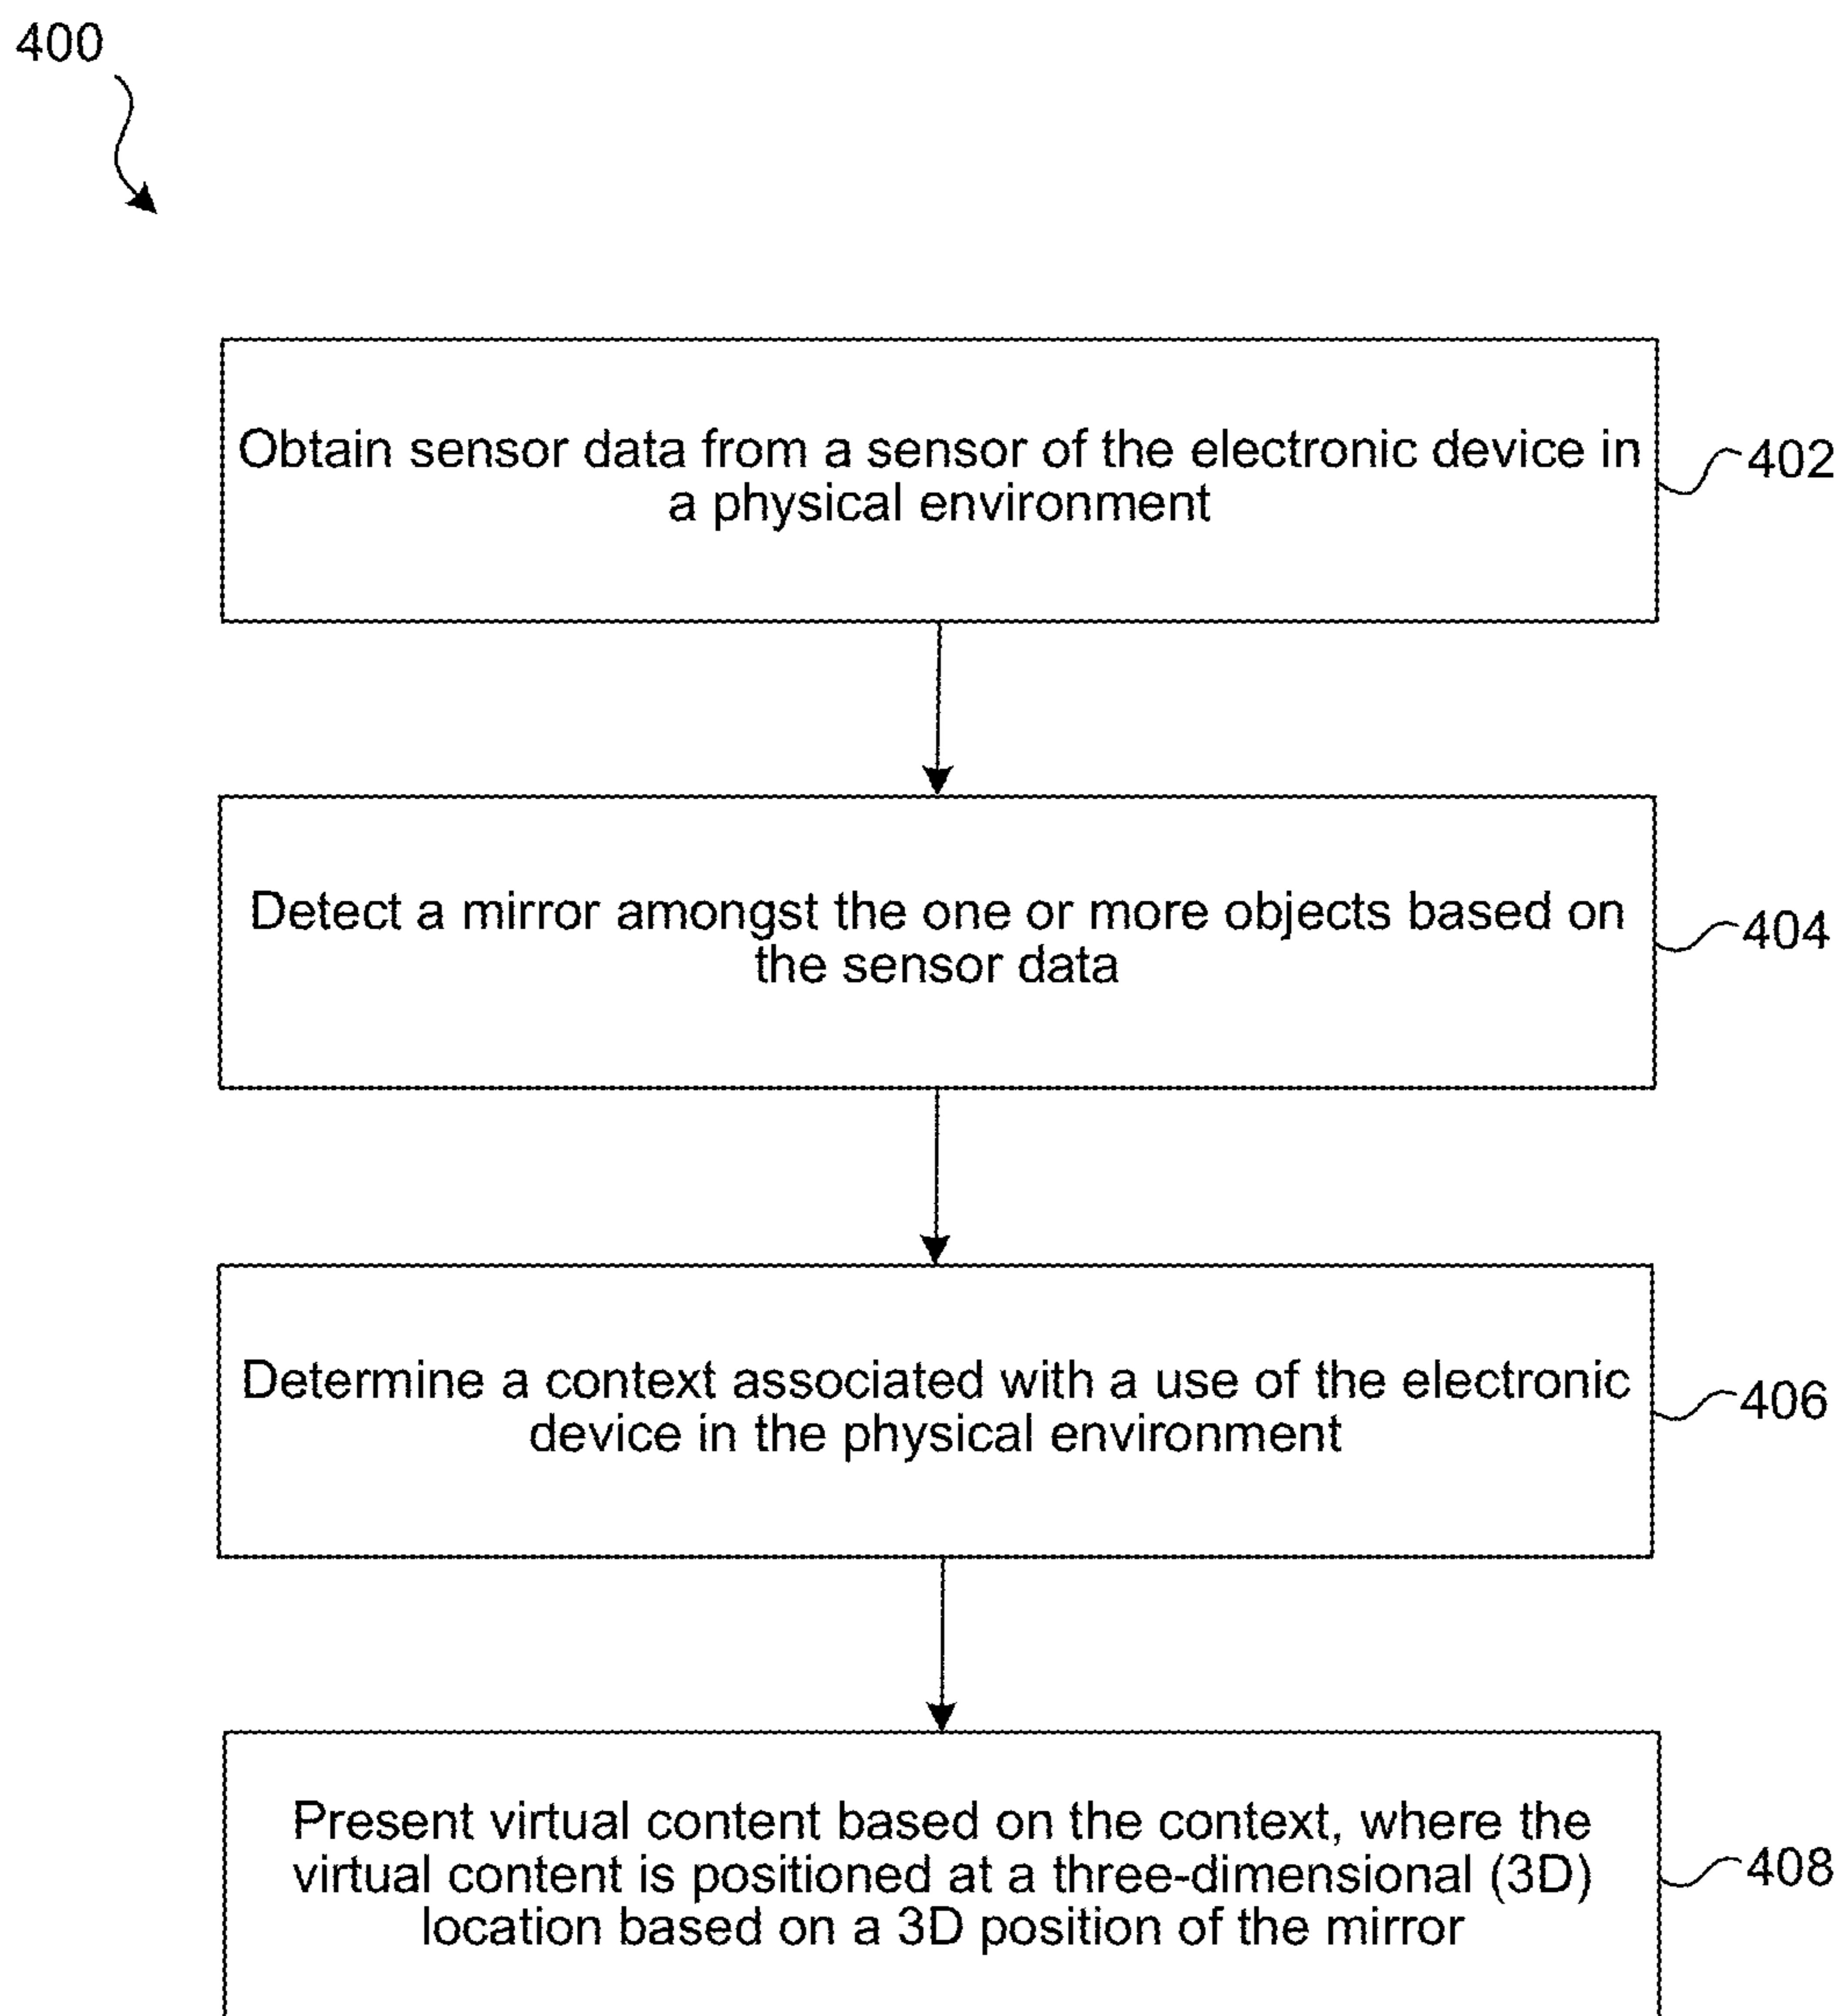 400
Obtain sensor data from a sensor of the electronic device in
a physical environment
402
Detect a mirror amongst the one or more objects based on
the sensor data
404
Determine a context associated with a use of the electronic
device in the physical environment
406
Present virtual content based on the context, where the
virtual content is positioned at a three-dimensional (3D)
location based on a 3D position of the mirror
408